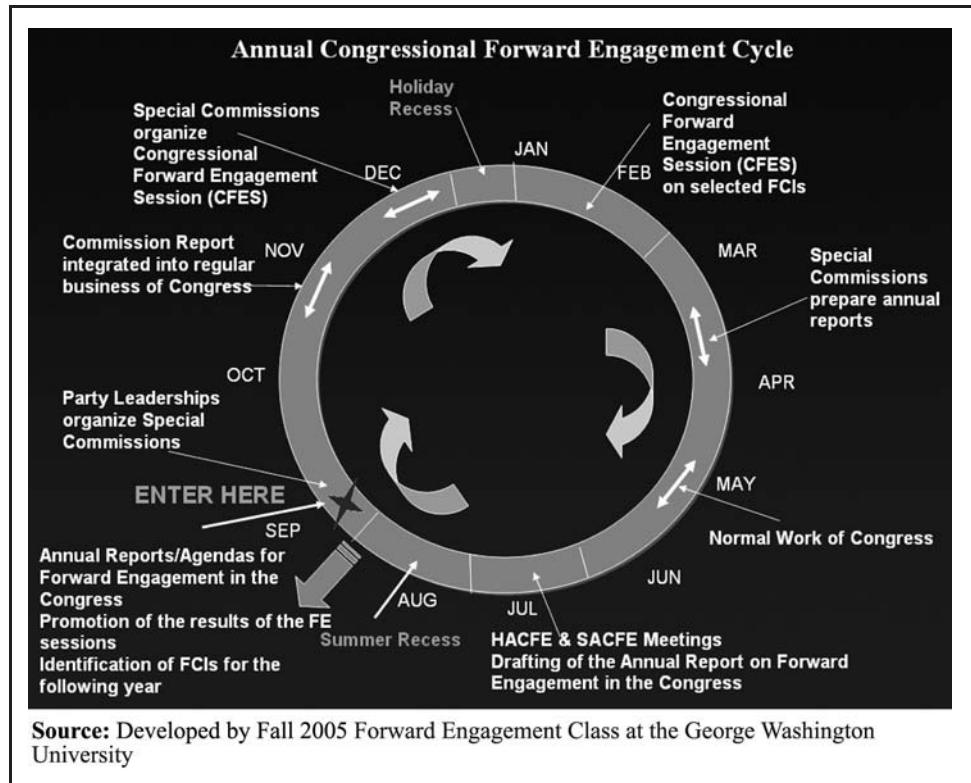 Annual Congressional Forward Engagement Cycle
Holiday
Recess
Special Commissions
organize
Congressional
Forward Engagement
Session (CFES)
Congressional
Forward
Engagement
Session (CFES)
on selected FCIs
JAN
DEC
FEB
NOV
MAR
Commission Report
integrated into regular
business of Congress
Special
Commissions
prepare annual
reports
OCT
APR
Party Leaderships
organize Special
Commissions
ENTER HERE
SEP
MAY
Normal Work of Congress
JUN
Annual Reports/Agendas for
Forward Engagement in the
Congress
Promotion of the results of the FE
sessions
Identification of FCIs for the
following year
AUG
JUL
Summer Recess
HACFE & SACFE Meetings
Drafting of the Annual Report on Forward
Engagement in the Congress
Source: Developed by Fall 2005 Forward Engagement Class at the George Washington
University